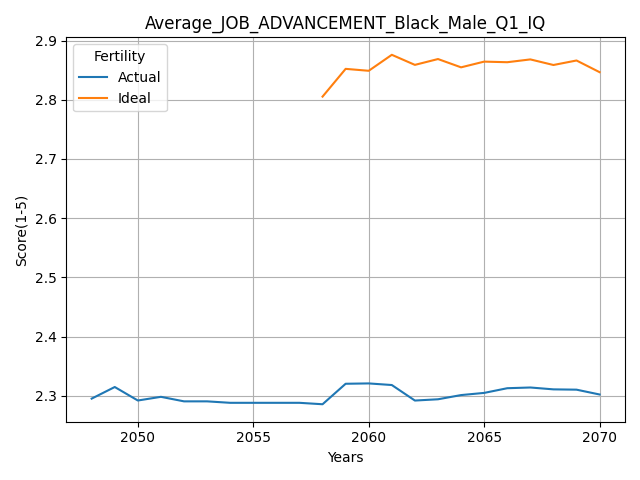 Average_JOB_ADVANCEMENT_Black_Male_Q1_IQ
Fertility
Actual
Ideal
Score(1-5)
2.9
2.8
2.7
2.6
2.5
2.4
2.3
2050 2055 2060 2065 2070
Years